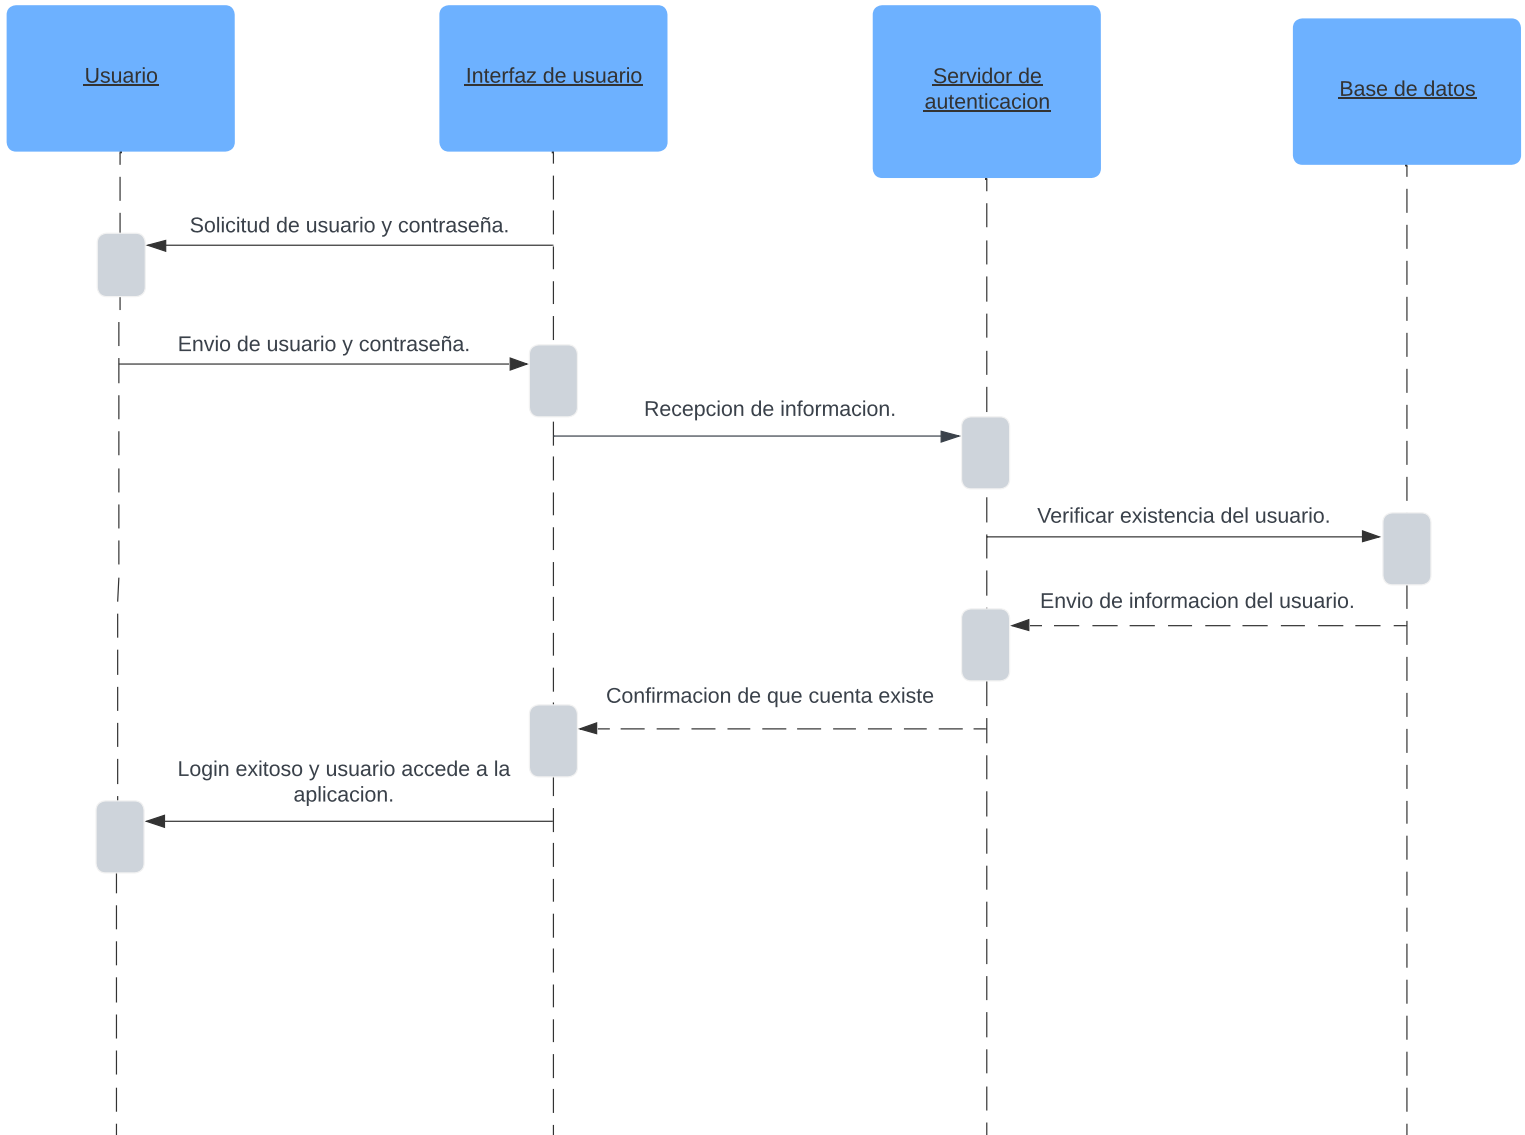 Usuario
Interfaz de usuario
Servidor de
autenticacion
Base de datos
Solicitud de usuario y contraseña.
Envio de usuario y contraseña.
Recepcion de informacion.
Verificar existencia del usuario.
Envio de informacion del usuario.
Confirmacion de que cuenta existe
Login exitoso y usuario accede a la
aplicacion.